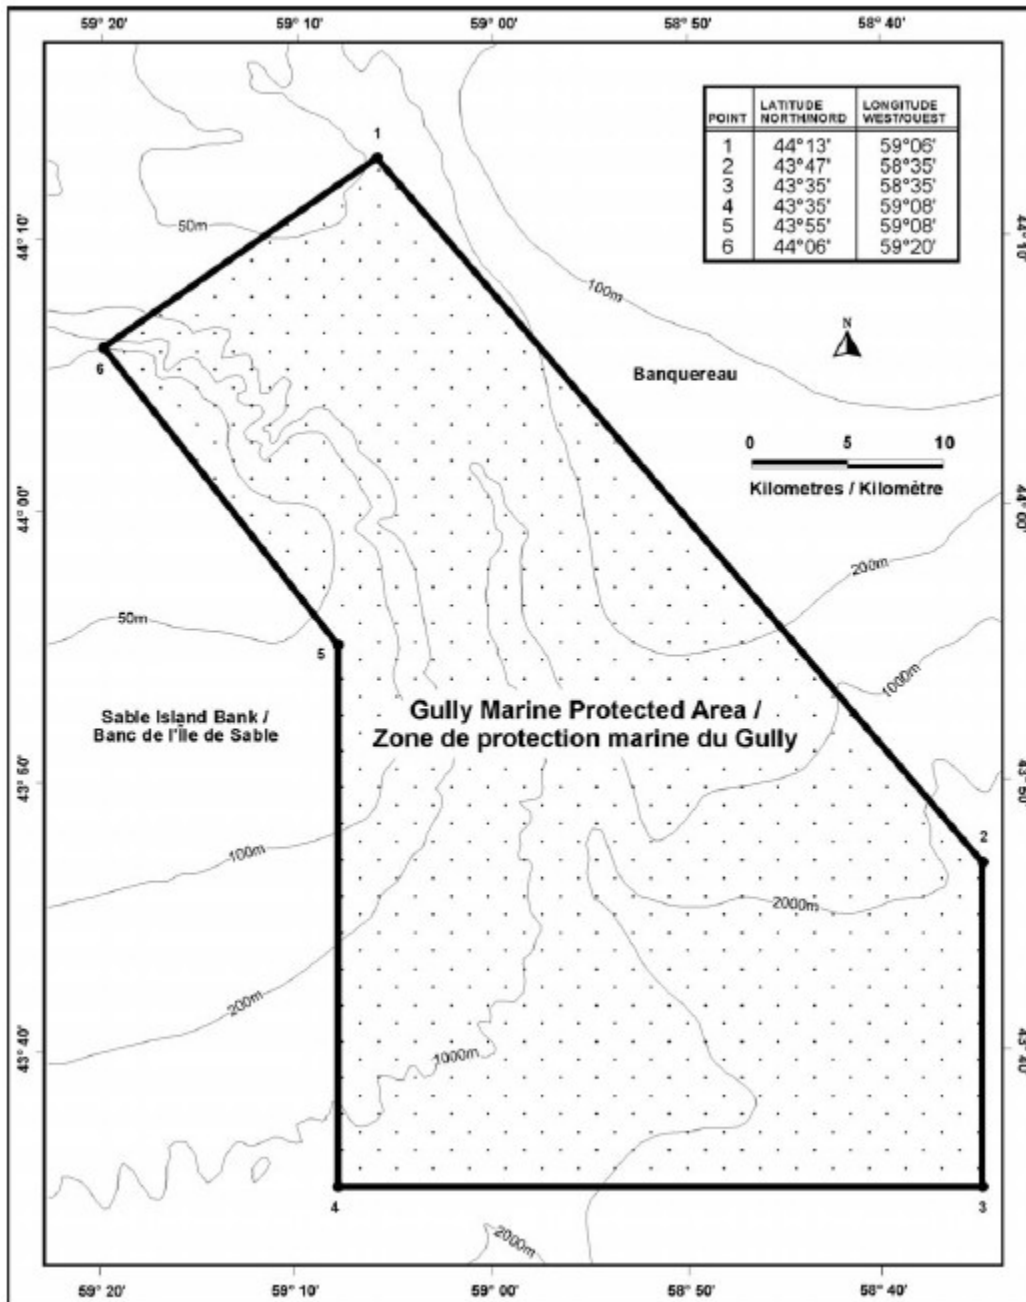 59° 20' 59° 10' 59° 00' 58° 50' 58° 40'
POINT LATITUDE NORTH/NORD LONGITUDE WEST/OUEST
1 44°13' 59°06'
2 43°47' 58°35'
3 43°35' 58°35'
4 43°35' 59°08'
5 43°55' 59°08'
6 44°06' 59°20'
1
50m
44° 10'
44° 10'
100m
N
6
Banquereau
0 5 10
Kilometres / Kilomètre
44° 00'
44° 00'
200m
50m
5
1000m
Sable Island Bank /
Banc de l'Île de Sable
Gully Marine Protected Area /
Zone de protection marine du Gully
43° 50'
43° 50'
2
100m
2000m
200m
43° 40'
43° 40'
1000m
4
3
2000m
59° 20' 59° 10' 59° 00' 58° 50' 58° 40'